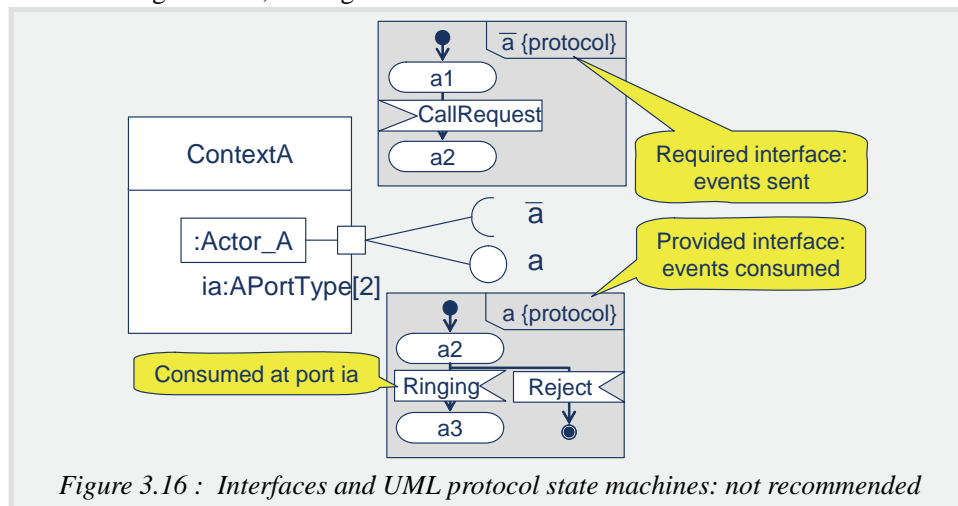 a̅ {protocol}
a1
CallRequest
a2
Required interface:
events sent
ContextA
:Actor_A
ia:APortType[2]
a̅
a
Provided interface:
events consumed
a {protocol}
a2
Consumed at port ia
Ringing
Reject
a3
Figure 3.16 : Interfaces and UML protocol state machines: not recommended